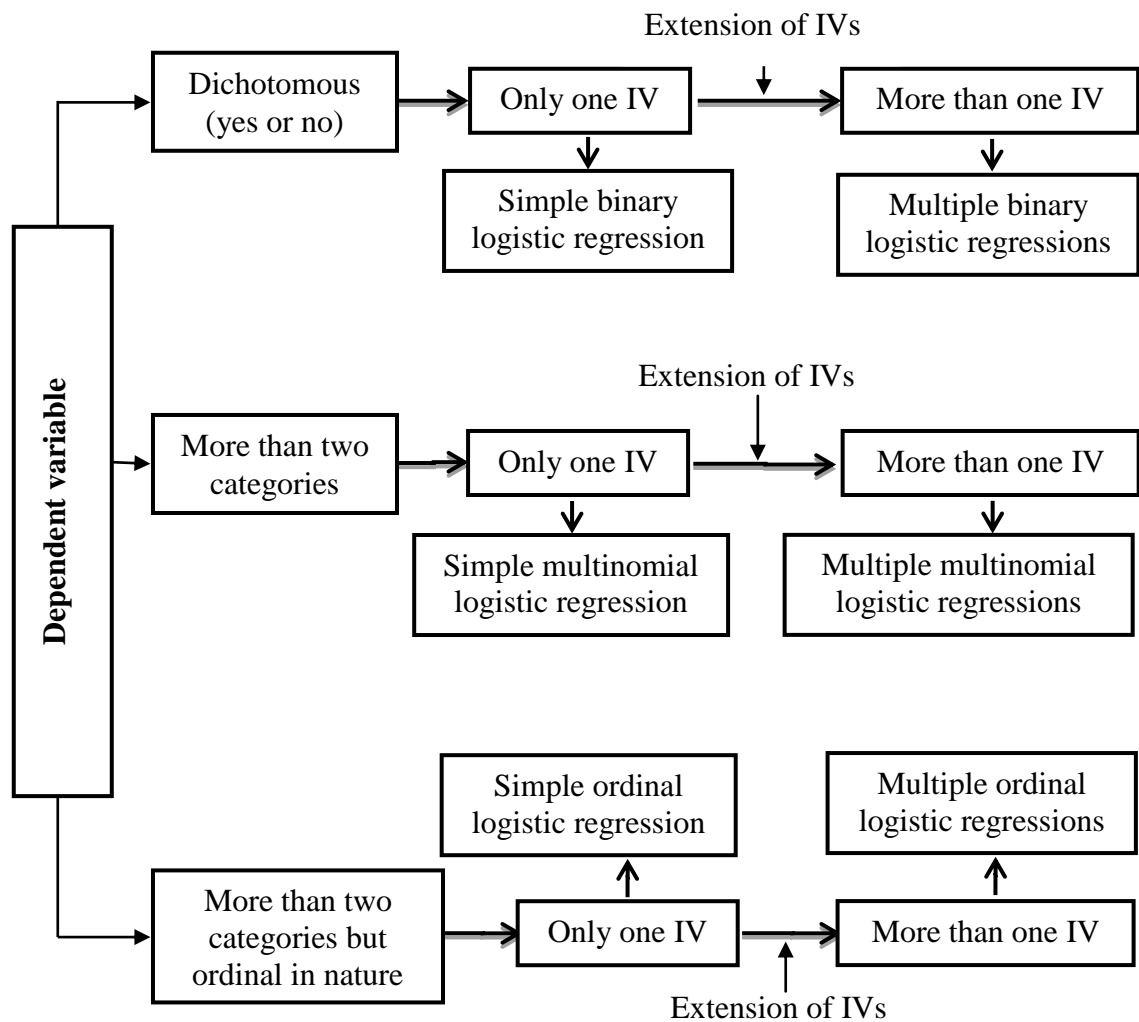 Extension of IVs
Dichotomous
(yes or no)
Only one IV
More than one IV
Simple binary
logistic regression
Multiple binary
logistic regressions
Dependent variable
Extension of IVs
More than two
categories
Only one IV
More than one IV
Simple multinomial
logistic regression
Multiple multinomial
logistic regressions
Simple ordinal
logistic regression
Multiple ordinal
logistic regressions
More than two
categories but
ordinal in nature
Only one IV
More than one IV
Extension of IVs